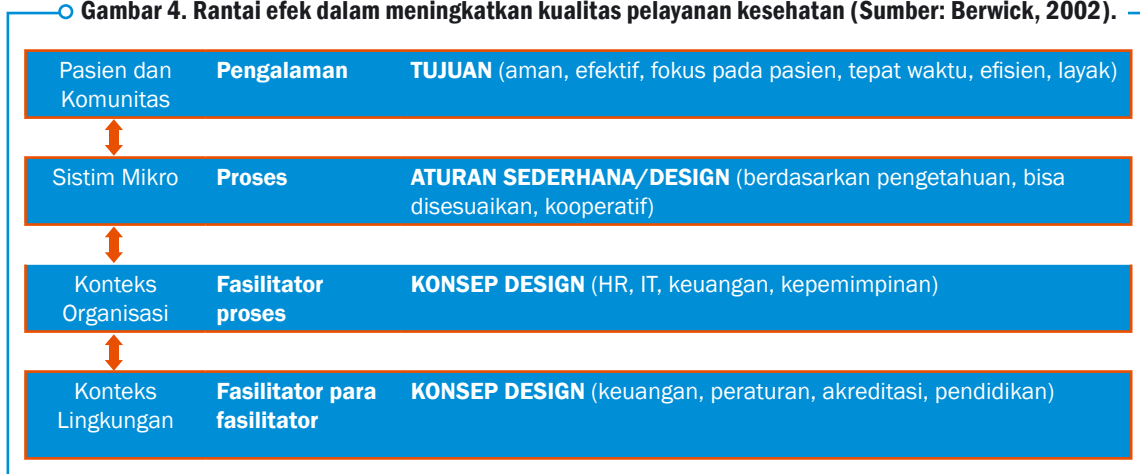 Gambar 4. Rantai efek dalam meningkatkan kualitas pelayanan kesehatan (Sumber: Berwick, 2002).
Pasien dan
Komunitas
Pengalaman
TUJUAN (aman, efektif, fokus pada pasien, tepat waktu, efisien, layak)
Sistim Mikro
Proses
ATURAN SEDERHANA/DESIGN (berdasarkan pengetahuan, bisa
disesuaikan, kooperatif)
Konteks
Organisasi
Fasilitator
proses
KONSEP DESIGN (HR, IT, keuangan, kepemimpinan)
Konteks
Lingkungan
Fasilitator para
fasilitator
KONSEP DESIGN (keuangan, peraturan, akreditasi, pendidikan)